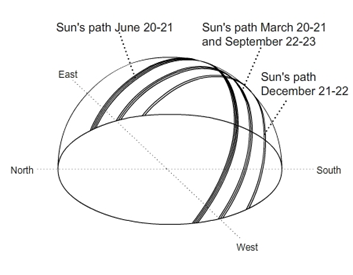 Sun's path June 20-21
Sun's path March 20-21
and September 22-23
Sun's path
December 21-22
East
North
South
West